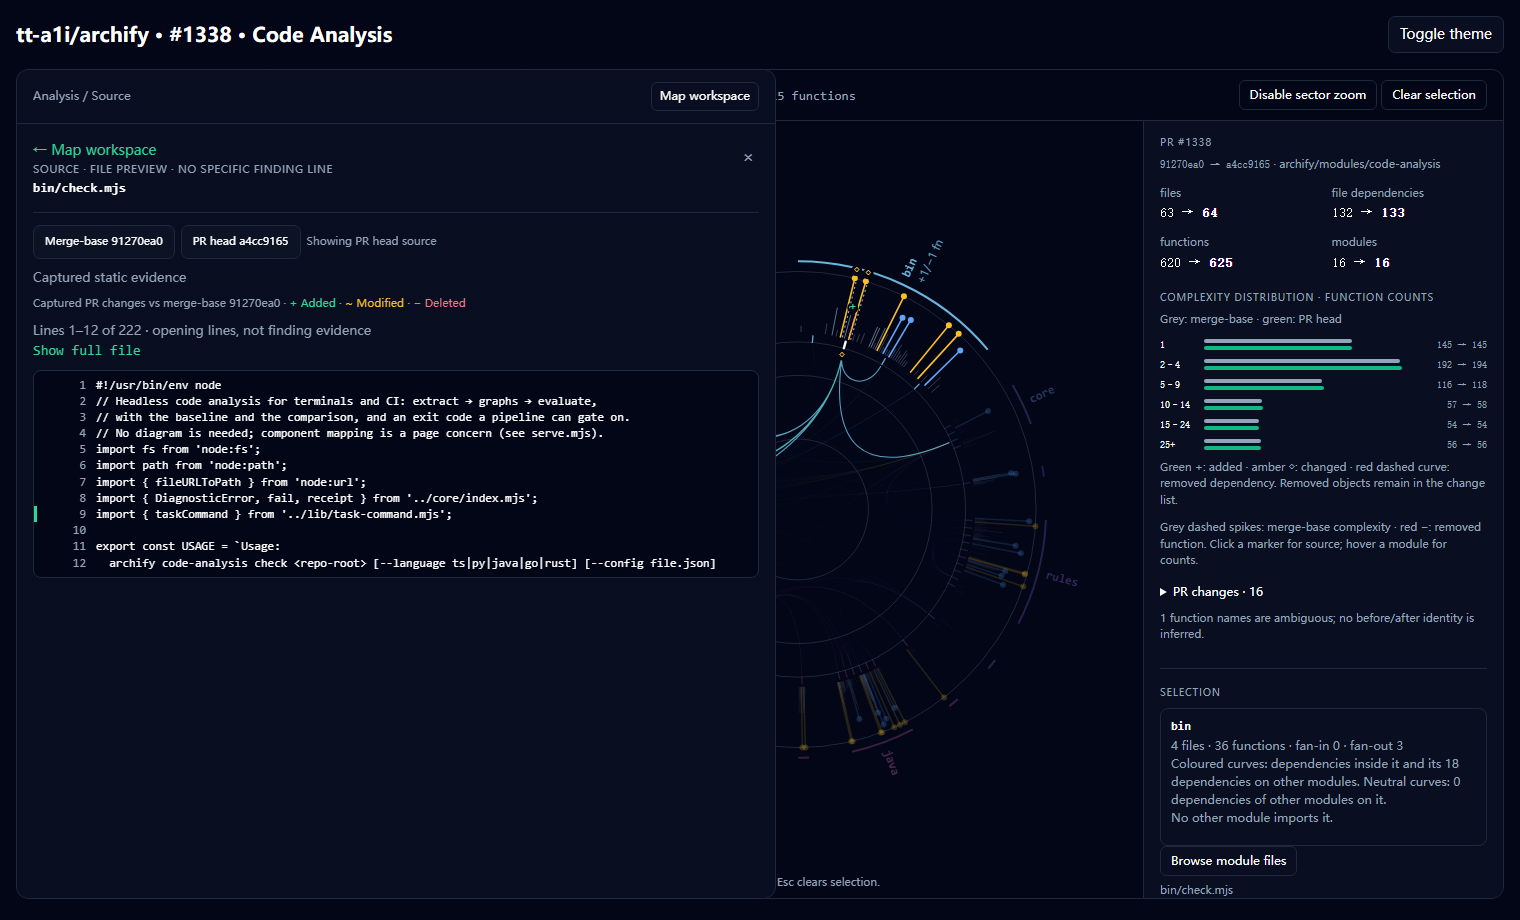 tt-a1i/archify • #1338 • Code Analysis
Toggle theme
Analysis / Source
Map workspace
5 functions
Disable sector zoom
Clear selection
← Map workspace
SOURCE · FILE PREVIEW · NO SPECIFIC FINDING LINE
bin/check.mjs
×
Merge-base 91270ea0
PR head a4cc9165
Showing PR head source
Captured static evidence
Captured PR changes vs merge-base 91270ea0 · + Added · ~ Modified · − Deleted
Lines 1–12 of 222 · opening lines, not finding evidence
Show full file
1 #!/usr/bin/env node
2 // Headless code analysis for terminals and CI: extract → graphs → evaluate,
3 // with the baseline and the comparison, and an exit code a pipeline can gate on.
4 // No diagram is needed; component mapping is a page concern (see serve.mjs).
5 import fs from 'node:fs';
6 import path from 'node:path';
7 import { fileURLToPath } from 'node:url';
8 import { DiagnosticError, fail, receipt } from '../core/index.mjs';
9 import { taskCommand } from '../lib/task-command.mjs';
10
11 export const USAGE = `Usage:
12 archify code-analysis check <repo-root> [--language ts|py|java|go|rust] [--config file.json]
bin
+1/−1 fn
core
rules
java
Esc clears selection.
PR #1338
91270ea0 → a4cc9165 · archify/modules/code-analysis
files
63 → 64
file dependencies
132 → 133
functions
620 → 625
modules
16 → 16
COMPLEXITY DISTRIBUTION · FUNCTION COUNTS
Grey: merge-base · green: PR head
1 145 → 145
2–4 192 → 194
5–9 116 → 118
10–14 57 → 58
15–24 54 → 54
25+ 56 → 56
Green +: added · amber ⋄: changed · red dashed curve:
removed dependency. Removed objects remain in the change
list.
Grey dashed spikes: merge-base complexity · red −: removed
function. Click a marker for source; hover a module for
counts.
▶ PR changes · 16
1 function names are ambiguous; no before/after identity is
inferred.
SELECTION
bin
4 files · 36 functions · fan-in 0 · fan-out 3
Coloured curves: dependencies inside it and its 18
dependencies on other modules. Neutral curves: 0
dependencies of other modules on it.
No other module imports it.
Browse module files
bin/check.mjs